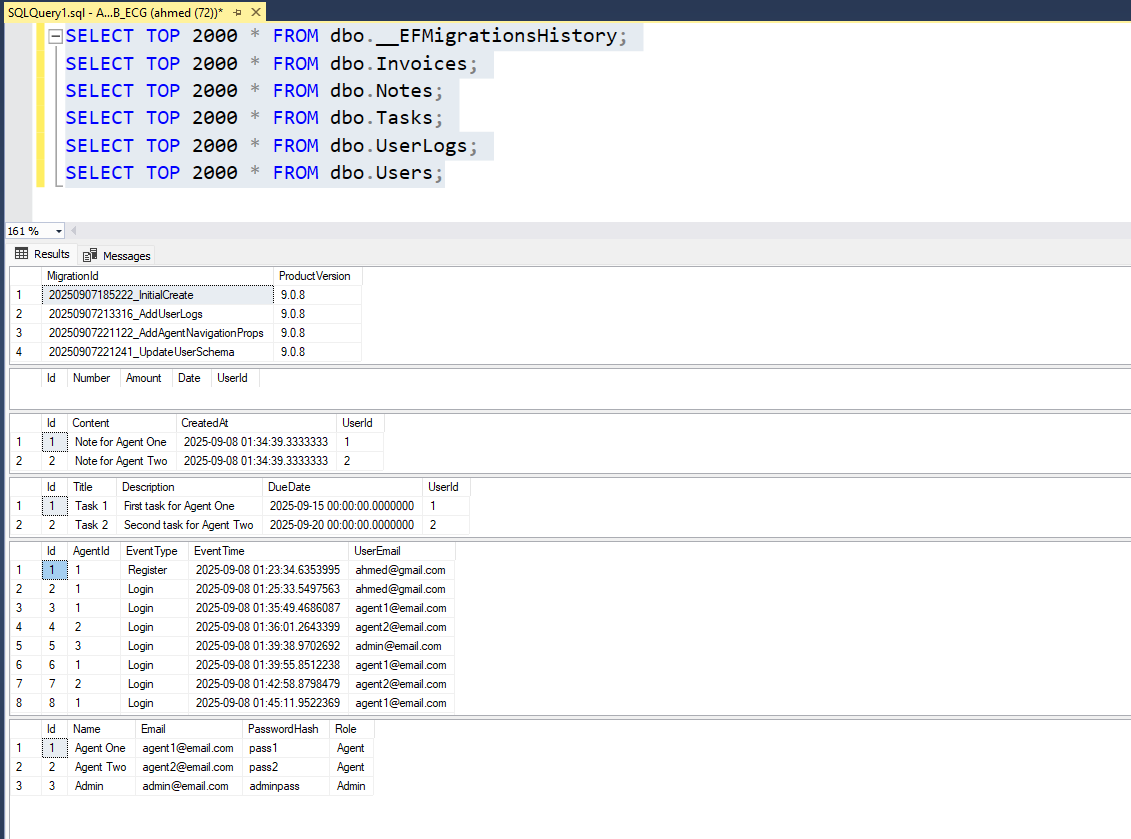 SQLQuery1.sql - A...B_ECG (ahmed (72))*
SELECT TOP 2000 * FROM dbo.__EFMigrationsHistory;
SELECT TOP 2000 * FROM dbo.Invoices;
SELECT TOP 2000 * FROM dbo.Notes;
SELECT TOP 2000 * FROM dbo.Tasks;
SELECT TOP 2000 * FROM dbo.UserLogs;
SELECT TOP 2000 * FROM dbo.Users;
161 %
Results Messages
MigrationId ProductVersion
1 20250907185222_InitialCreate 9.0.8
2 20250907213316_AddUserLogs 9.0.8
3 20250907221122_AddAgentNavigationProps 9.0.8
4 20250907221241_UpdateUserSchema 9.0.8
Id Number Amount Date UserId
Id Content CreatedAt UserId
1 1 Note for Agent One 2025-09-08 01:34:39.3333333 1
2 2 Note for Agent Two 2025-09-08 01:34:39.3333333 2
Id Title Description DueDate UserId
1 1 Task 1 First task for Agent One 2025-09-15 00:00:00.0000000 1
2 2 Task 2 Second task for Agent Two 2025-09-20 00:00:00.0000000 2
Id AgentId EventType EventTime UserEmail
1 1 1 Register 2025-09-08 01:23:34.6353995 ahmed@gmail.com
2 2 1 Login 2025-09-08 01:25:33.5497563 ahmed@gmail.com
3 3 1 Login 2025-09-08 01:35:49.4686087 agent1@email.com
4 4 2 Login 2025-09-08 01:36:01.2643399 agent2@email.com
5 5 3 Login 2025-09-08 01:39:38.9702692 admin@email.com
6 6 1 Login 2025-09-08 01:39:55.8512238 agent1@email.com
7 7 2 Login 2025-09-08 01:42:58.8798479 agent2@email.com
8 8 1 Login 2025-09-08 01:45:11.9522369 agent1@email.com
Id Name Email PasswordHash Role
1 1 Agent One agent1@email.com pass1 Agent
2 2 Agent Two agent2@email.com pass2 Agent
3 3 Admin admin@email.com adminpass Admin